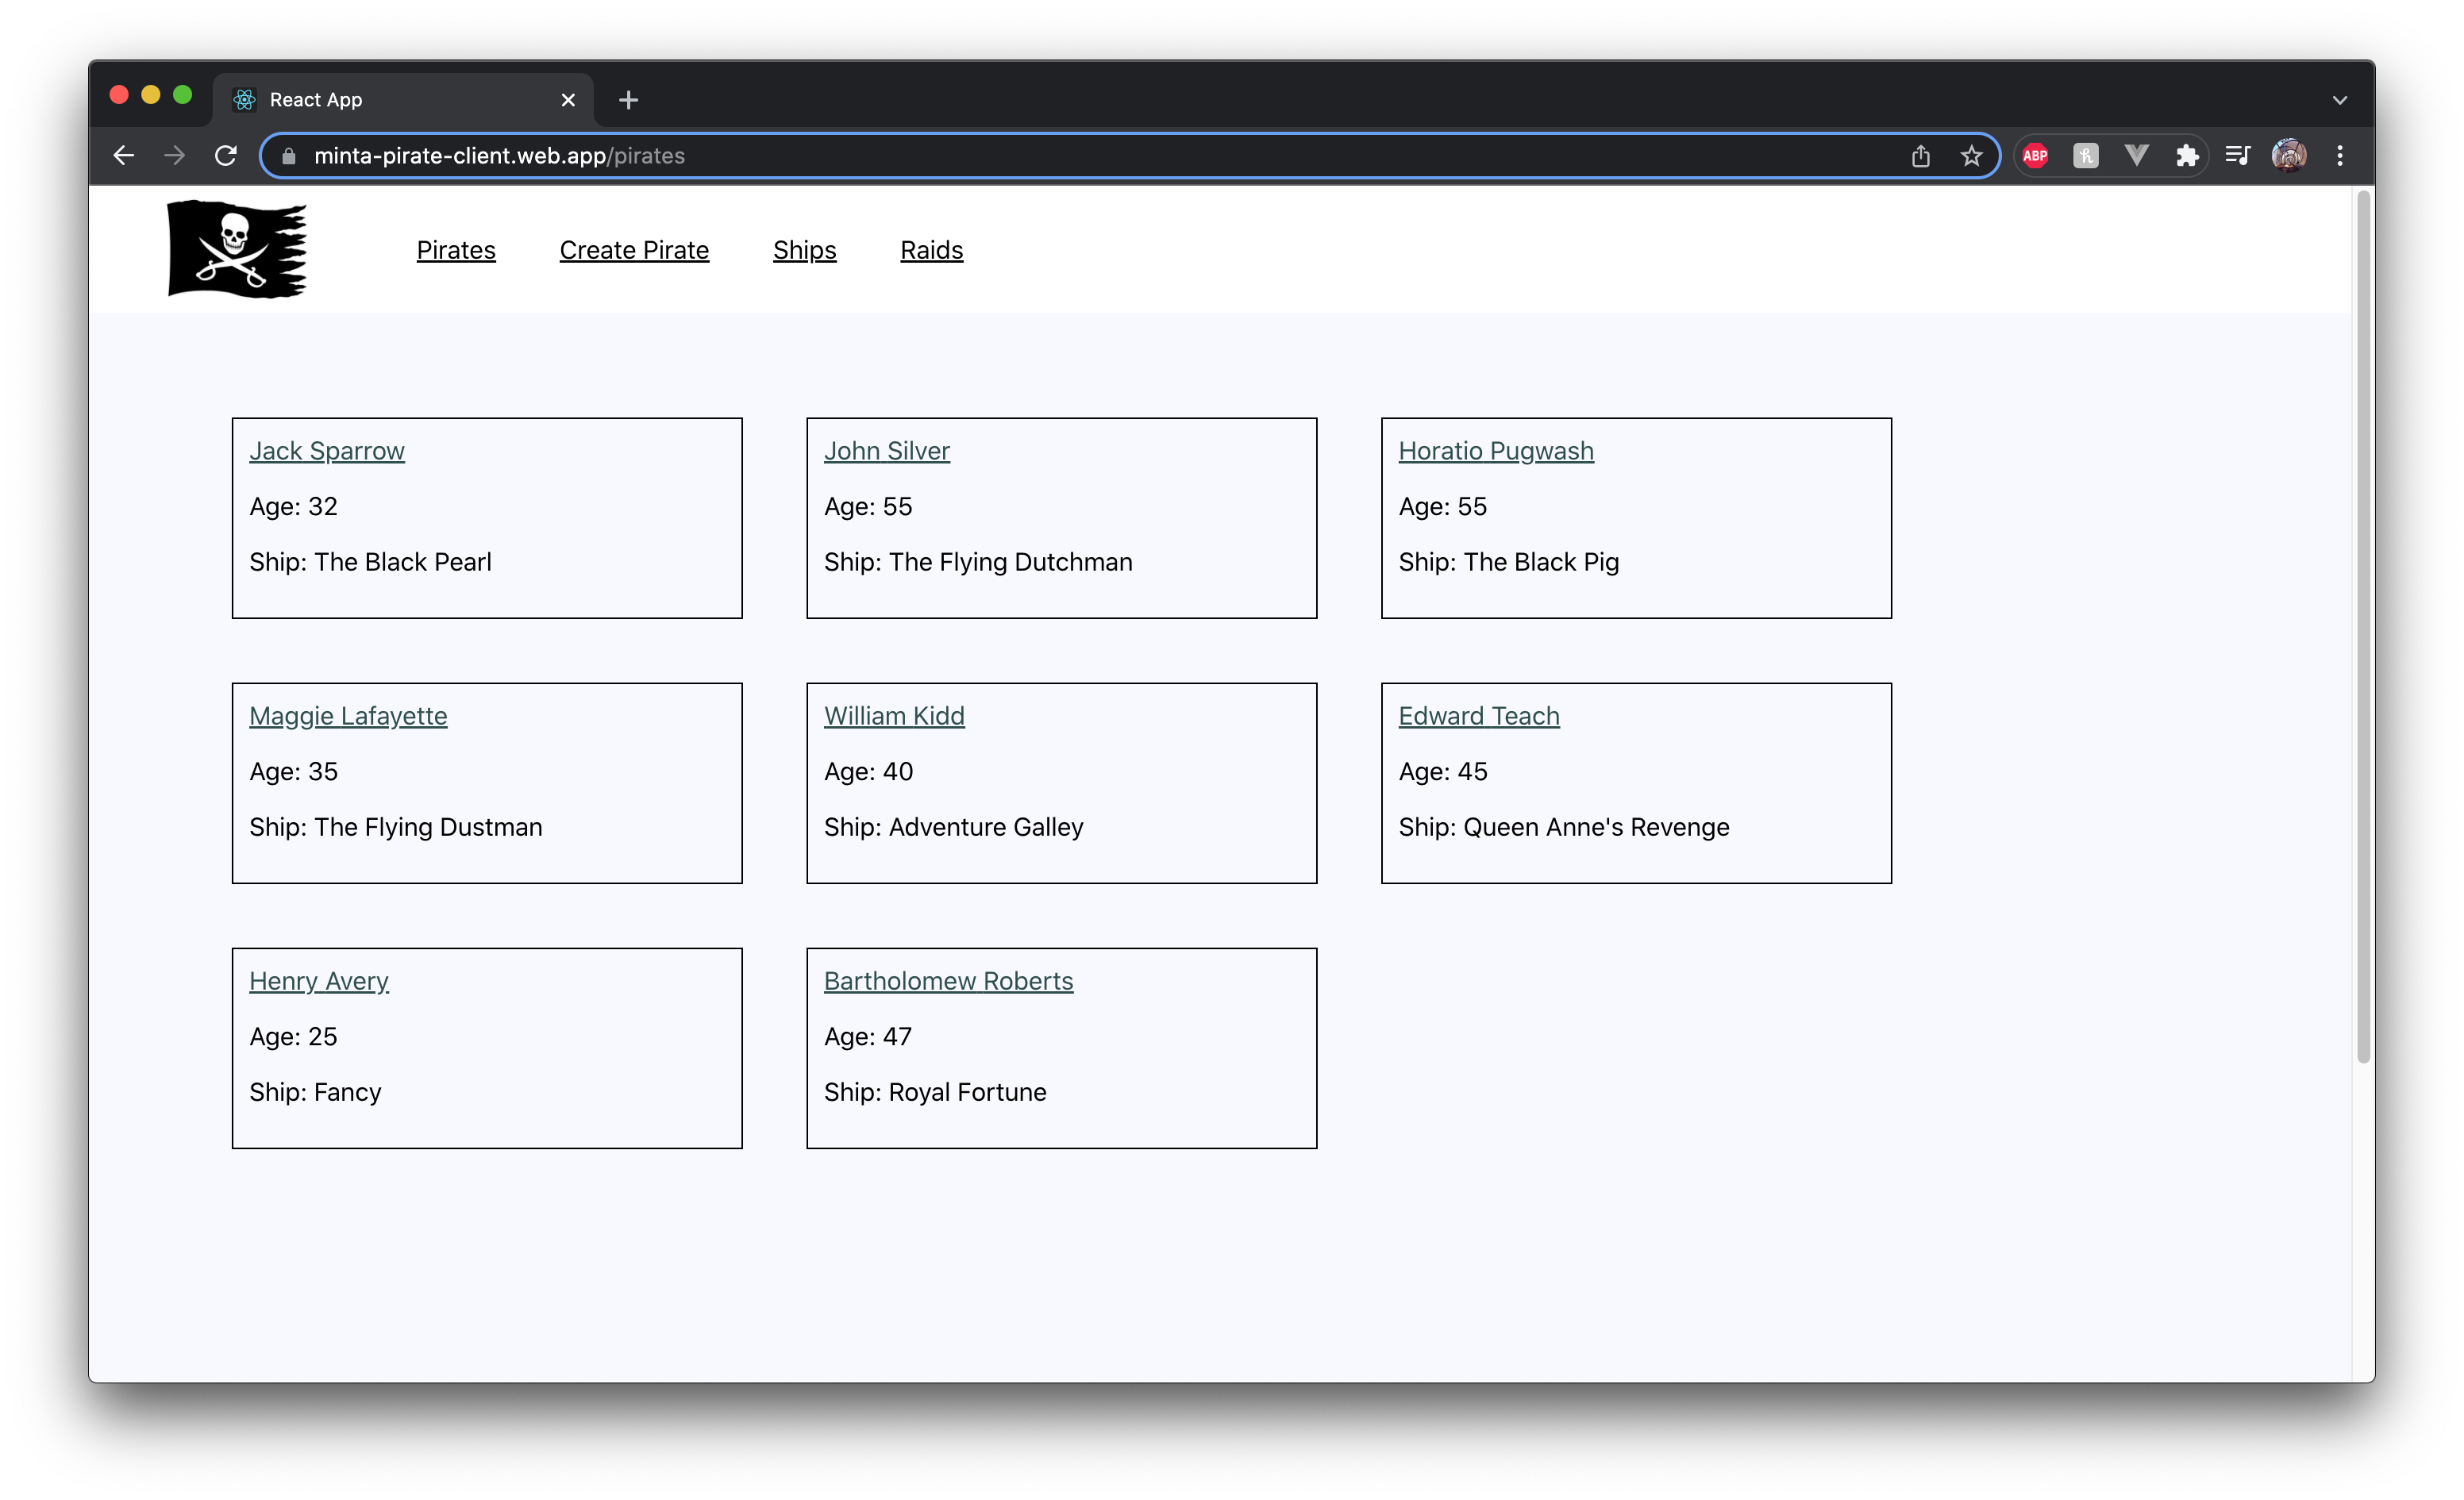 React App
minta-pirate-client.web.app/pirates
ABP
Pirates Create Pirate Ships Raids
Jack Sparrow
Age: 32
Ship: The Black Pearl
John Silver
Age: 55
Ship: The Flying Dutchman
Horatio Pugwash
Age: 55
Ship: The Black Pig
Maggie Lafayette
Age: 35
Ship: The Flying Dustman
William Kidd
Age: 40
Ship: Adventure Galley
Edward Teach
Age: 45
Ship: Queen Anne's Revenge
Henry Avery
Age: 25
Ship: Fancy
Bartholomew Roberts
Age: 47
Ship: Royal Fortune